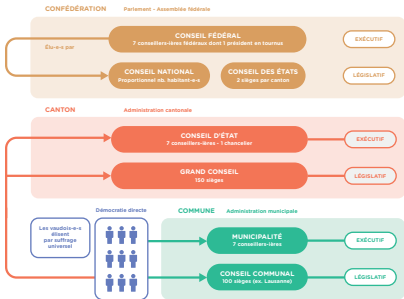 CONFÉDÉRATION Parlement - Assemblée fédérale
CONSEIL FÉDÉRAL
7 conseillers-ières fédéraux dont 1 président en tournus
EXÉCUTIF
Élu-e-s par
CONSEIL NATIONAL
Proportionnel nb. habitant-e-s
CONSEIL DES ÉTATS
2 sièges par canton
LÉGISLATIF
CANTON Administration cantonale
CONSEIL D'ÉTAT
7 conseillers-ières - 1 chancelier
EXÉCUTIF
GRAND CONSEIL
150 sièges
LÉGISLATIF
Démocratie directe
COMMUNE Administration municipale
Les vaudois-e-s
élisent
par suffrage
universel
MUNICIPALITÉ
7 conseillers-ières
EXÉCUTIF
CONSEIL COMMUNAL
100 sièges (ex. Lausanne)
LÉGISLATIF